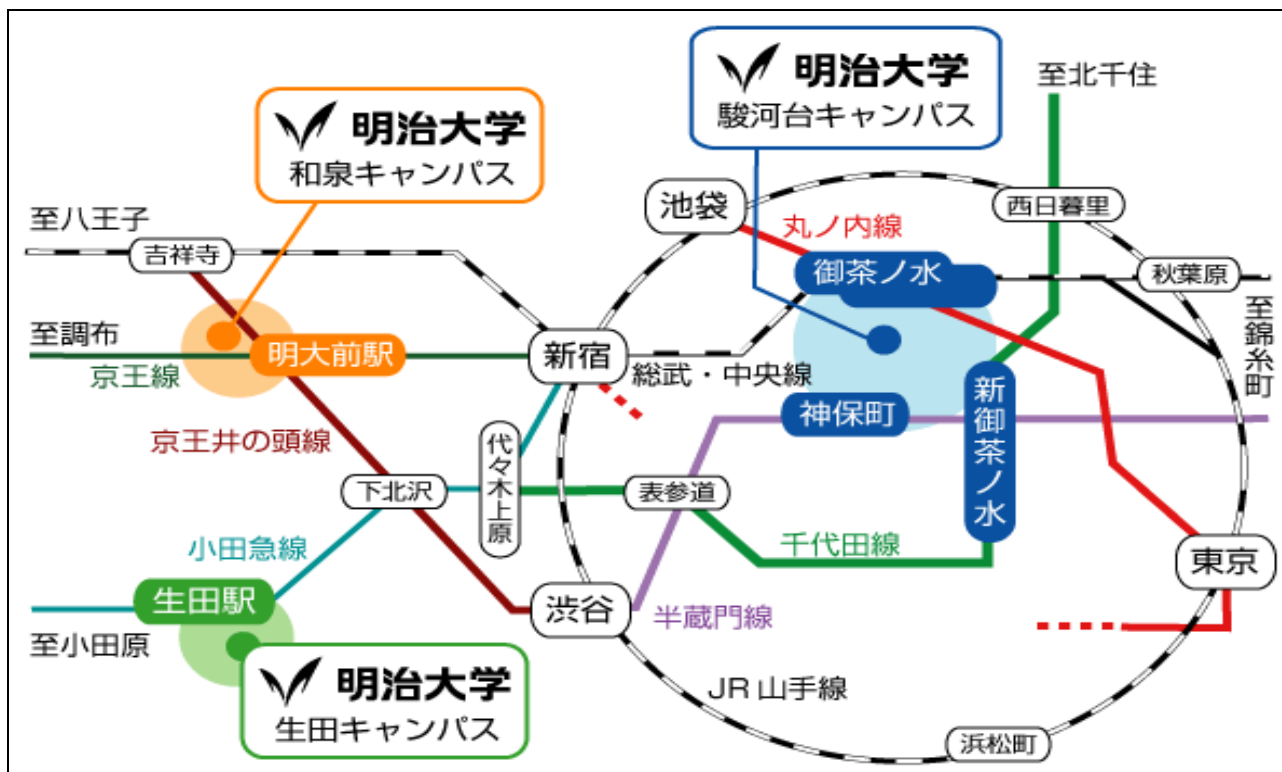 明治大学
駿河台キャンパス
至北千住
明治大学
和泉キャンパス
池袋
西日暮里
至八王子
丸ノ内線
吉祥寺
御茶ノ水
秋葉原
至調布
明大前駅
新宿
至錦糸町
京王線
総武・中央線
神保町
新御茶ノ水
京王井の頭線
代々木上原
下北沢
表参道
小田急線
千代田線
東京
生田駅
渋谷
半蔵門線
至小田原
明治大学
生田キャンパス
JR山手線
浜松町